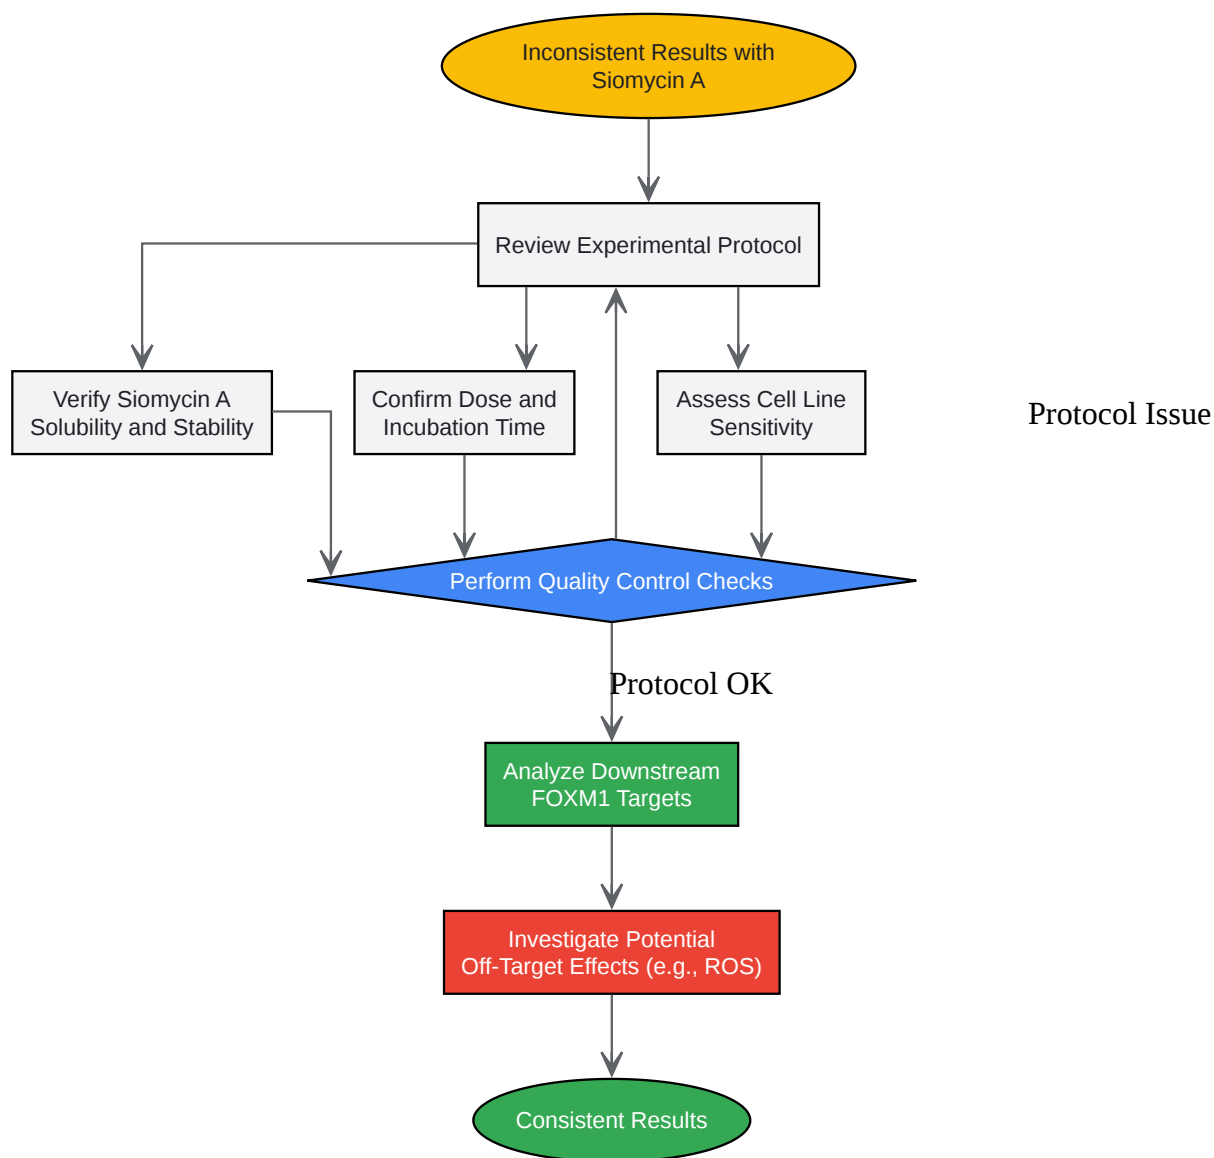 Inconsistent Results with
Siomycin A
Review Experimental Protocol
Verify Siomycin A
Solubility and Stability
Confirm Dose and
Incubation Time
Assess Cell Line
Sensitivity
Protocol Issue
Perform Quality Control Checks
Protocol OK
Analyze Downstream
FOXM1 Targets
Investigate Potential
Off-Target Effects (e.g., ROS)
Consistent Results